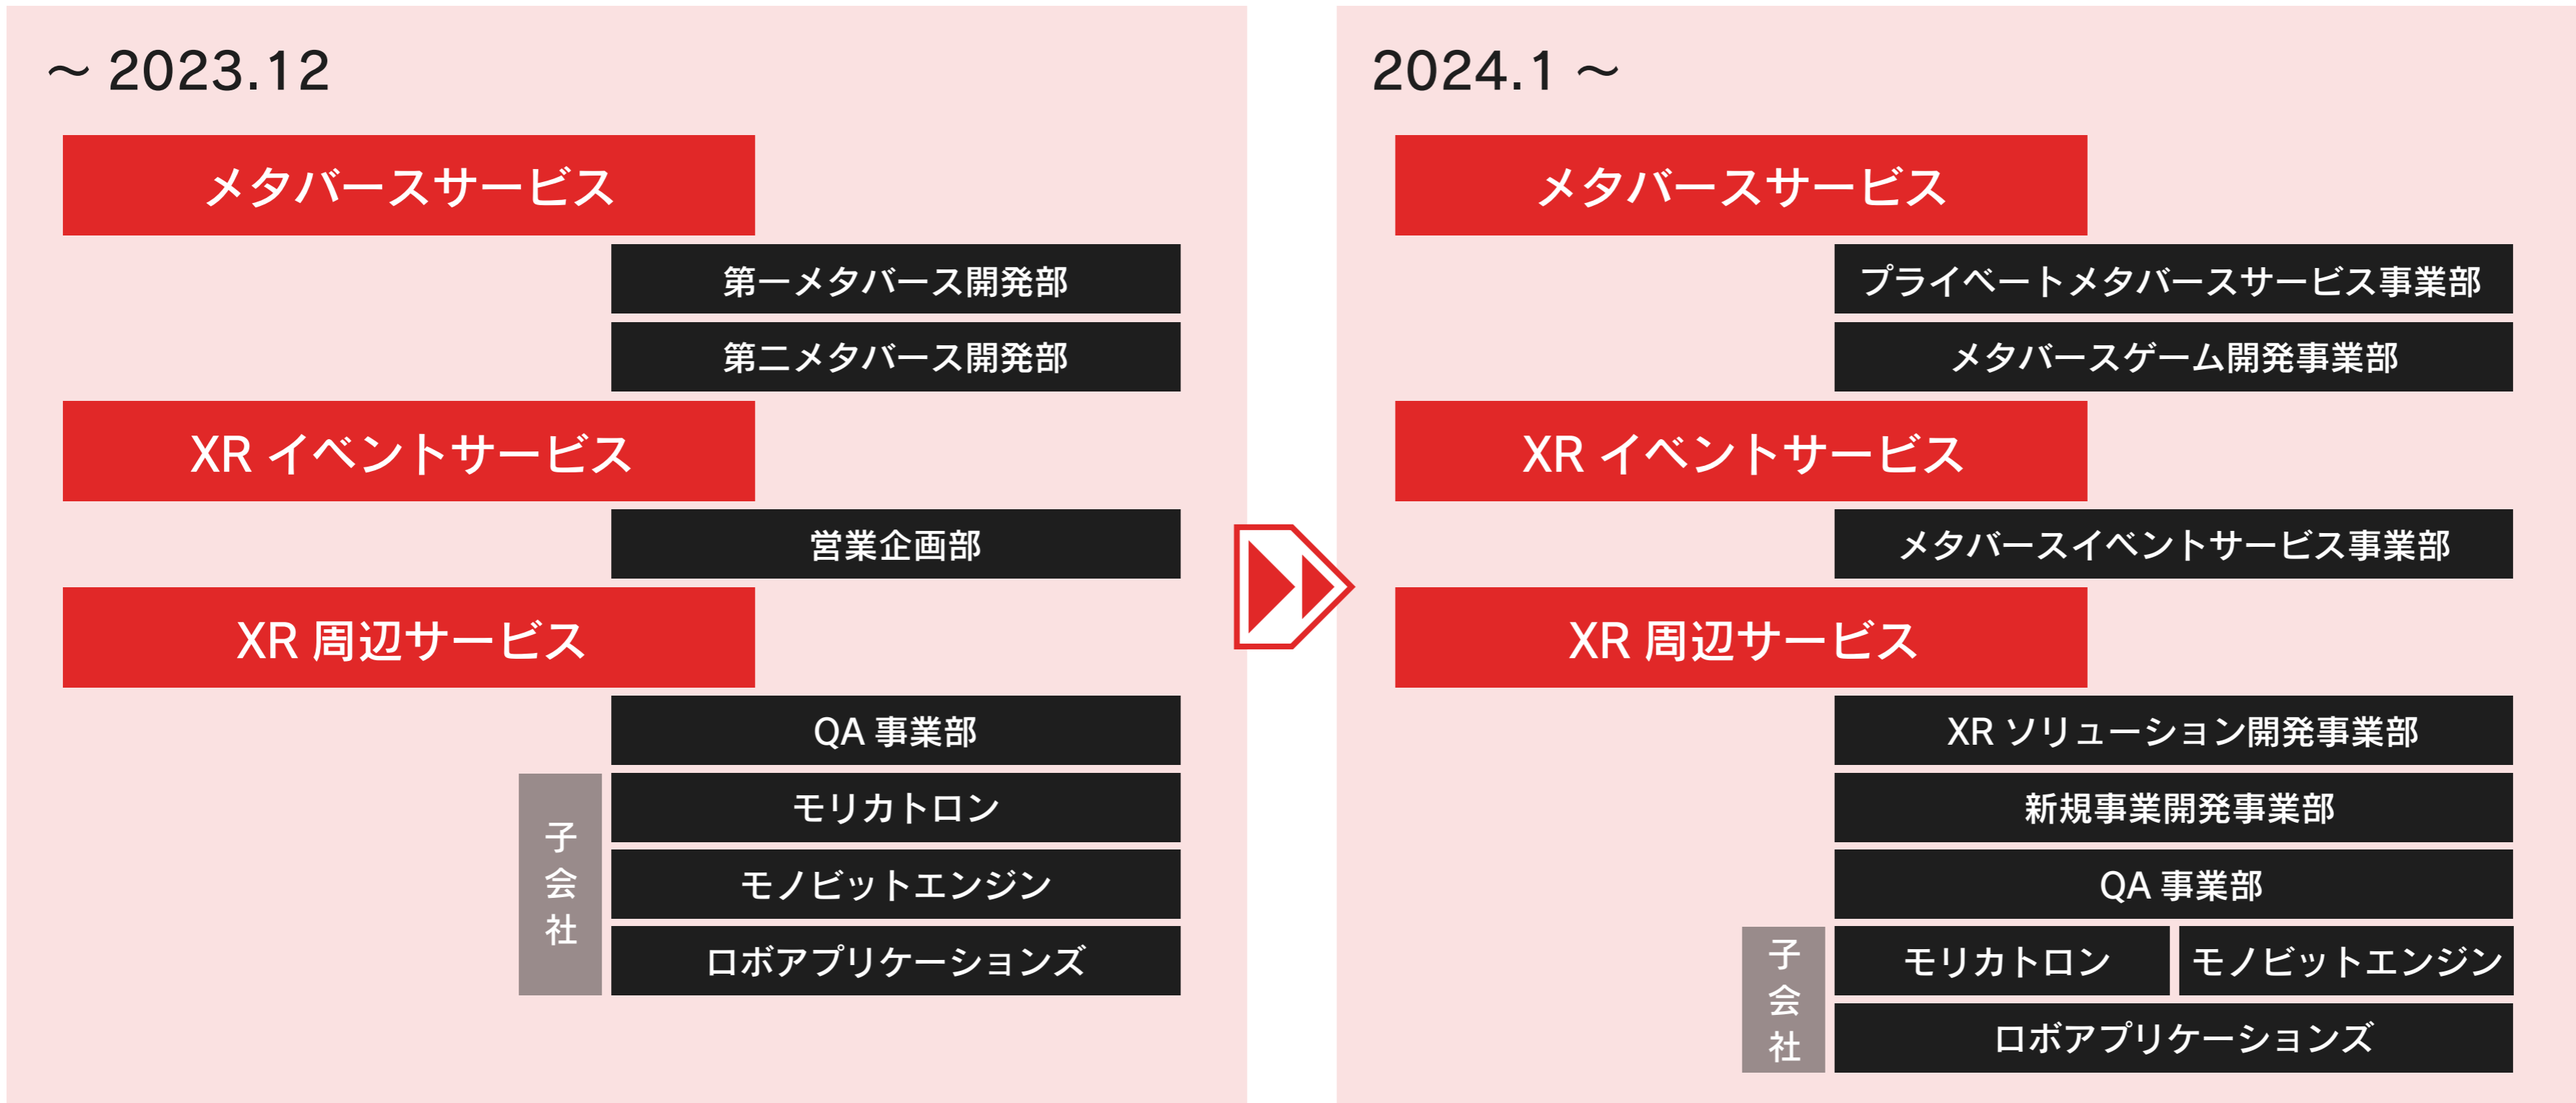 ～ 2023.12
メタバースサービス
第一メタバース開発部
第二メタバース開発部
XR イベントサービス
営業企画部
XR 周辺サービス
QA 事業部
子会社
モリカトロン
モノビットエンジン
ロボアプリケーションズ
2024.1 ～
メタバースサービス
プライベートメタバースサービス事業部
メタバースゲーム開発事業部
XR イベントサービス
メタバースイベントサービス事業部
XR 周辺サービス
XR ソリューション開発事業部
新規事業開発事業部
QA 事業部
子会社
モリカトロン
モノビットエンジン
ロボアプリケーションズ